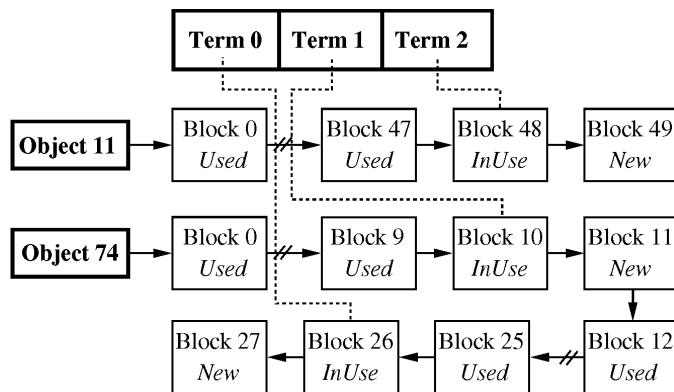 Term 0 Term 1 Term 2
Block 0 Block 47 Block 48 Block 49
Object 11
Used Used InUse New
Block 0 Block 9 Block 10 Block 11
Object 74
Used Used InUse New
Block 27 Block 26 Block 25 Block 12
New InUse Used Used